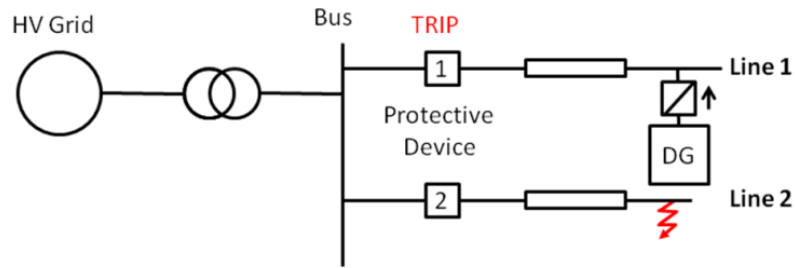 HV Grid
Bus
TRIP
1
Line 1
Protective
Device
DG
2
Line 2